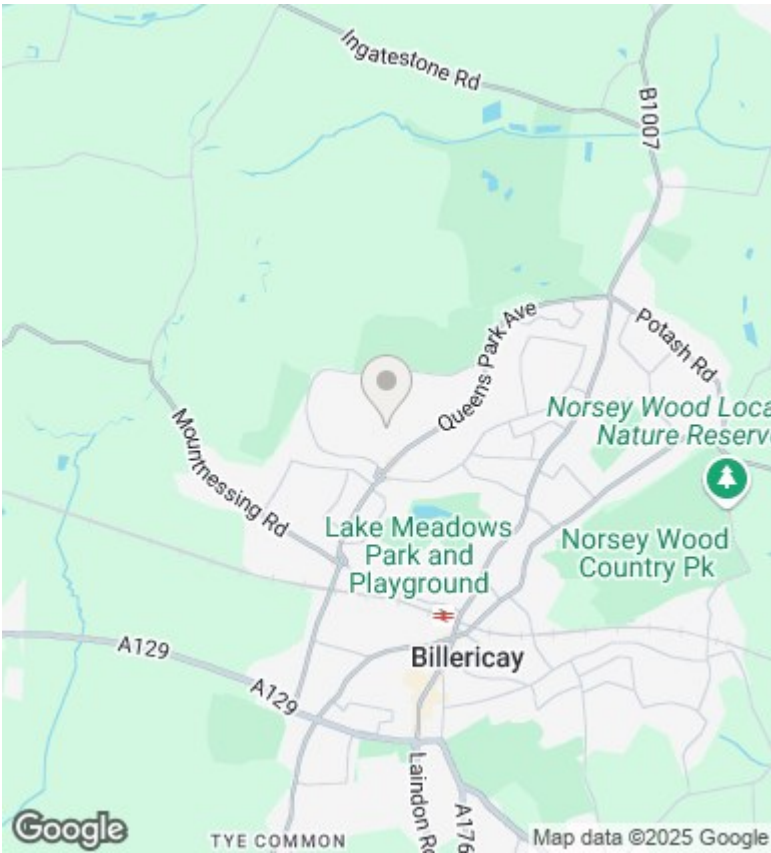 Ingatestone Rd
B1007
Potash Rd
Queens Park Ave
Norsey Wood Loca
Nature Reserv
Mountnessing Rd
Lake Meadows
Park and
Playground
Norsey Wood
Country Pk
A129
Billericay
A129
Laindon Ro
A176
TYE COMMON
Google
Map data ©2025 Google